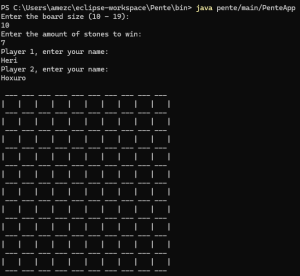 PS C:\Users\amezc\eclipse-workspace\Pente\bin> java pente/main/PenteApp
Enter the board size (10 - 19):
10
Enter the amount of stones to win:
7
Player 1, enter your name:
Heri
Player 2, enter your name:
Hoxuro